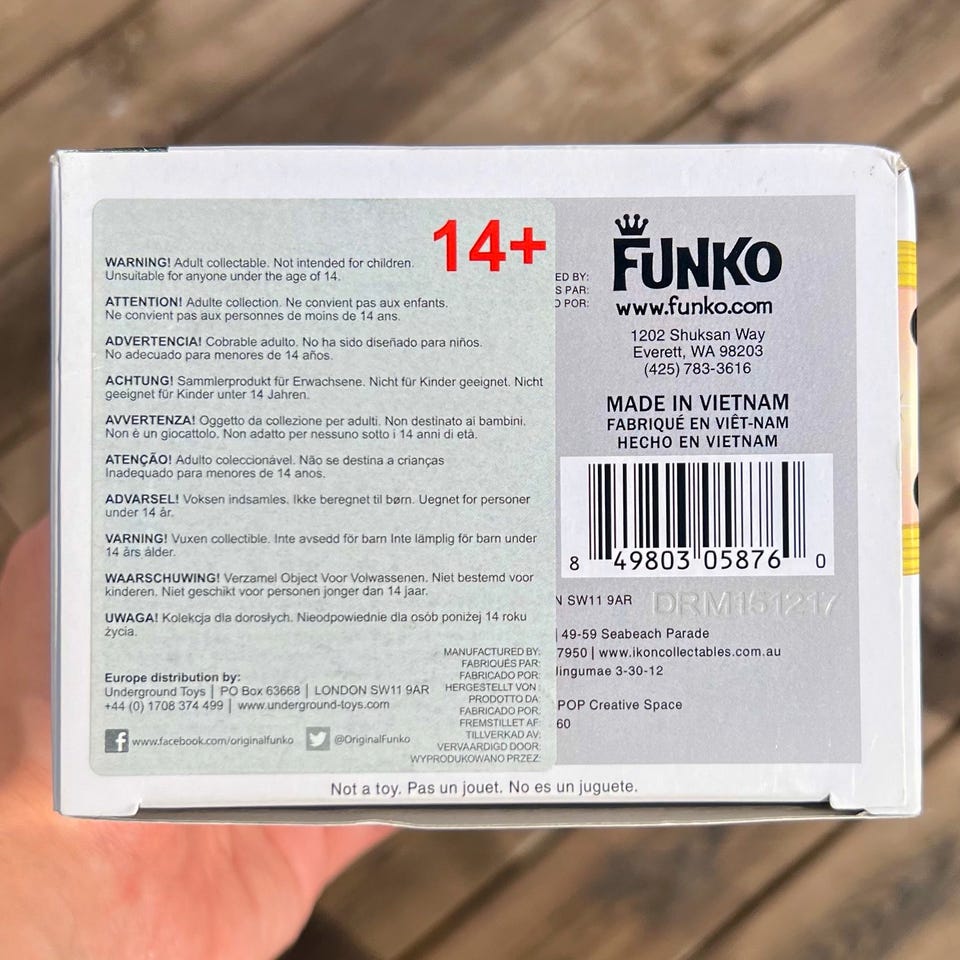 14+
WARNING! Adult collectable. Not intended for children.
Unsuitable for anyone under the age of 14.
ATTENTION! Adulte collection. Ne convient pas aux enfants.
Ne convient pas aux personnes de moins de 14 ans.
ADVERTENCIA! Cobrable adulto. No ha sido diseñado para niños.
No adecuado para menores de 14 años.
ACHTUNG! Sammlerprodukt für Erwachsene. Nicht für Kinder geeignet. Nicht
geeignet für Kinder unter 14 Jahren.
AVVERTENZA! Oggetto da collezione per adulti. Non destinato ai bambini.
Non è un giocattolo. Non adatto per nessuno sotto i 14 anni di età.
ATENÇÃO! Adulto coleccionável. Não se destina a crianças
Inadequado para menores de 14 anos.
ADVARSEL! Voksen indsamles. Ikke beregnet til børn. Uegnet for personer
under 14 år.
VARNING! Vuxen collectible. Inte avsedd för barn Inte lämplig för barn under
14 års ålder.
WAARSCHUWING! Verzamel Object Voor Volwassenen. Niet bestemd voor
kinderen. Niet geschikt voor personen jonger dan 14 jaar.
UWAGA! Kolekcja dla dorosłych. Nieodpowiednie dla osób poniżej 14 roku
życia.
Europe distribution by:
Underground Toys | PO Box 63668 | LONDON SW11 9AR
+44 (0) 1708 374 499 | www.underground-toys.com
f www.facebook.com/originalfunko @OriginalFunko
MANUFACTURED BY:
FABRIQUÉS PAR:
FABRICADO POR:
HERGESTELLT VON:
PRODOTTO DA:
FABRICADO POR:
FREMSTILLET AF:
TILLVERKAD AV:
VERVAARDIGD DOOR:
WYPRODUKOWANO PRZEZ:
ED BY:
S PAR:
O POR:
FUNKO
www.funko.com
1202 Shuksan Way
Everett, WA 98203
(425) 783-3616
MADE IN VIETNAM
FABRIQUÉ EN VIÊT-NAM
HECHO EN VIETNAM
8 49803 05876 0
N SW11 9AR
DRM151217
| 49-59 Seabeach Parade
7950 | www.ikoncollectables.com.au
lingumae 3-30-12
POP Creative Space
60
Not a toy. Pas un jouet. No es un juguete.